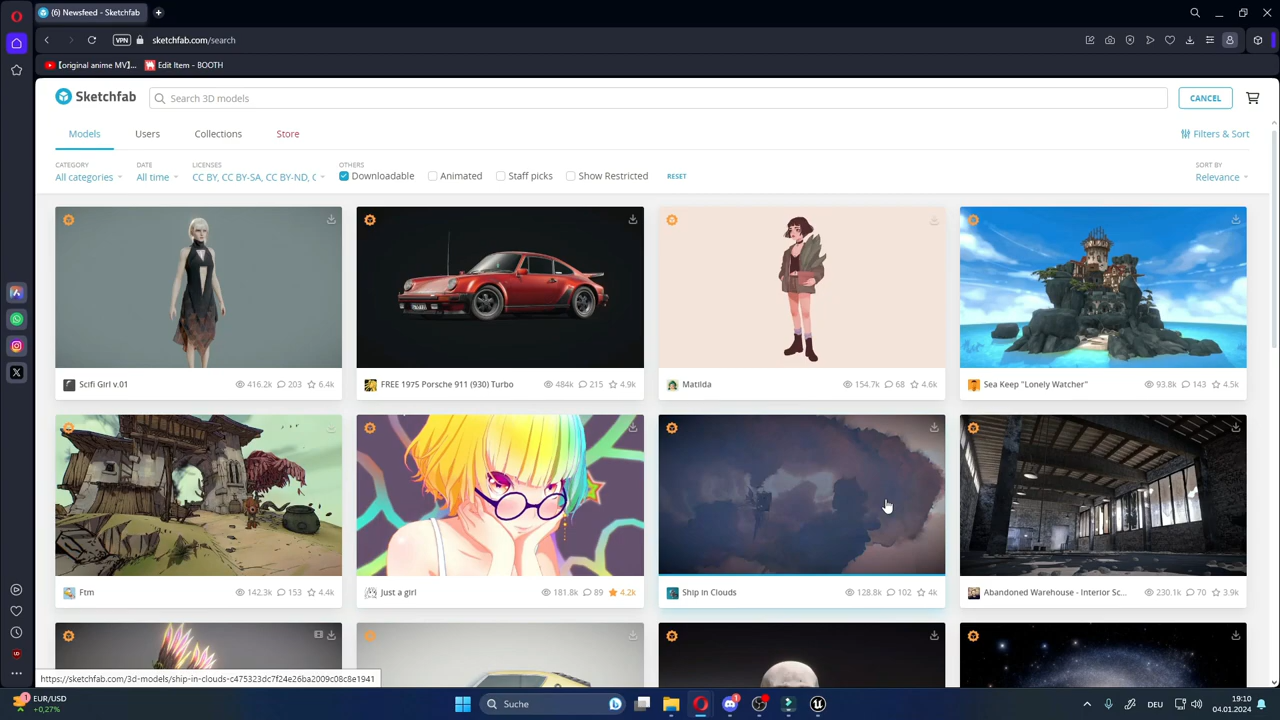 (6) Newsfeed - Sketchfab
VPN
sketchfab.com/search
【original anime MV】...
Edit Item - BOOTH
Sketchfab
Search 3D models
CANCEL
Models
Users
Collections
Store
Filters & Sort
CATEGORY
All categories
DATE
All time
LICENSES
CC BY, CC BY-SA, CC BY-ND, C
OTHERS
Downloadable
Animated
Staff picks
Show Restricted
RESET
SORT BY
Relevance
Scifi Girl v.01
416.2k
203
6.4k
FREE 1975 Porsche 911 (930) Turbo
484k
215
4.9k
Matilda
154.7k
68
4.6k
Sea Keep "Lonely Watcher"
93.8k
143
4.5k
Ftm
142.3k
153
4.4k
Just a girl
181.8k
89
4.2k
Ship in Clouds
128.8k
102
4k
Abandoned Warehouse - Interior Sc...
230.1k
70
3.9k
https://sketchfab.com/3d-models/ship-in-clouds-c475323dc7f24e26ba2009c08c8e1941
EUR/USD
+0,27%
Suche
DEU
19:10
04.01.2024